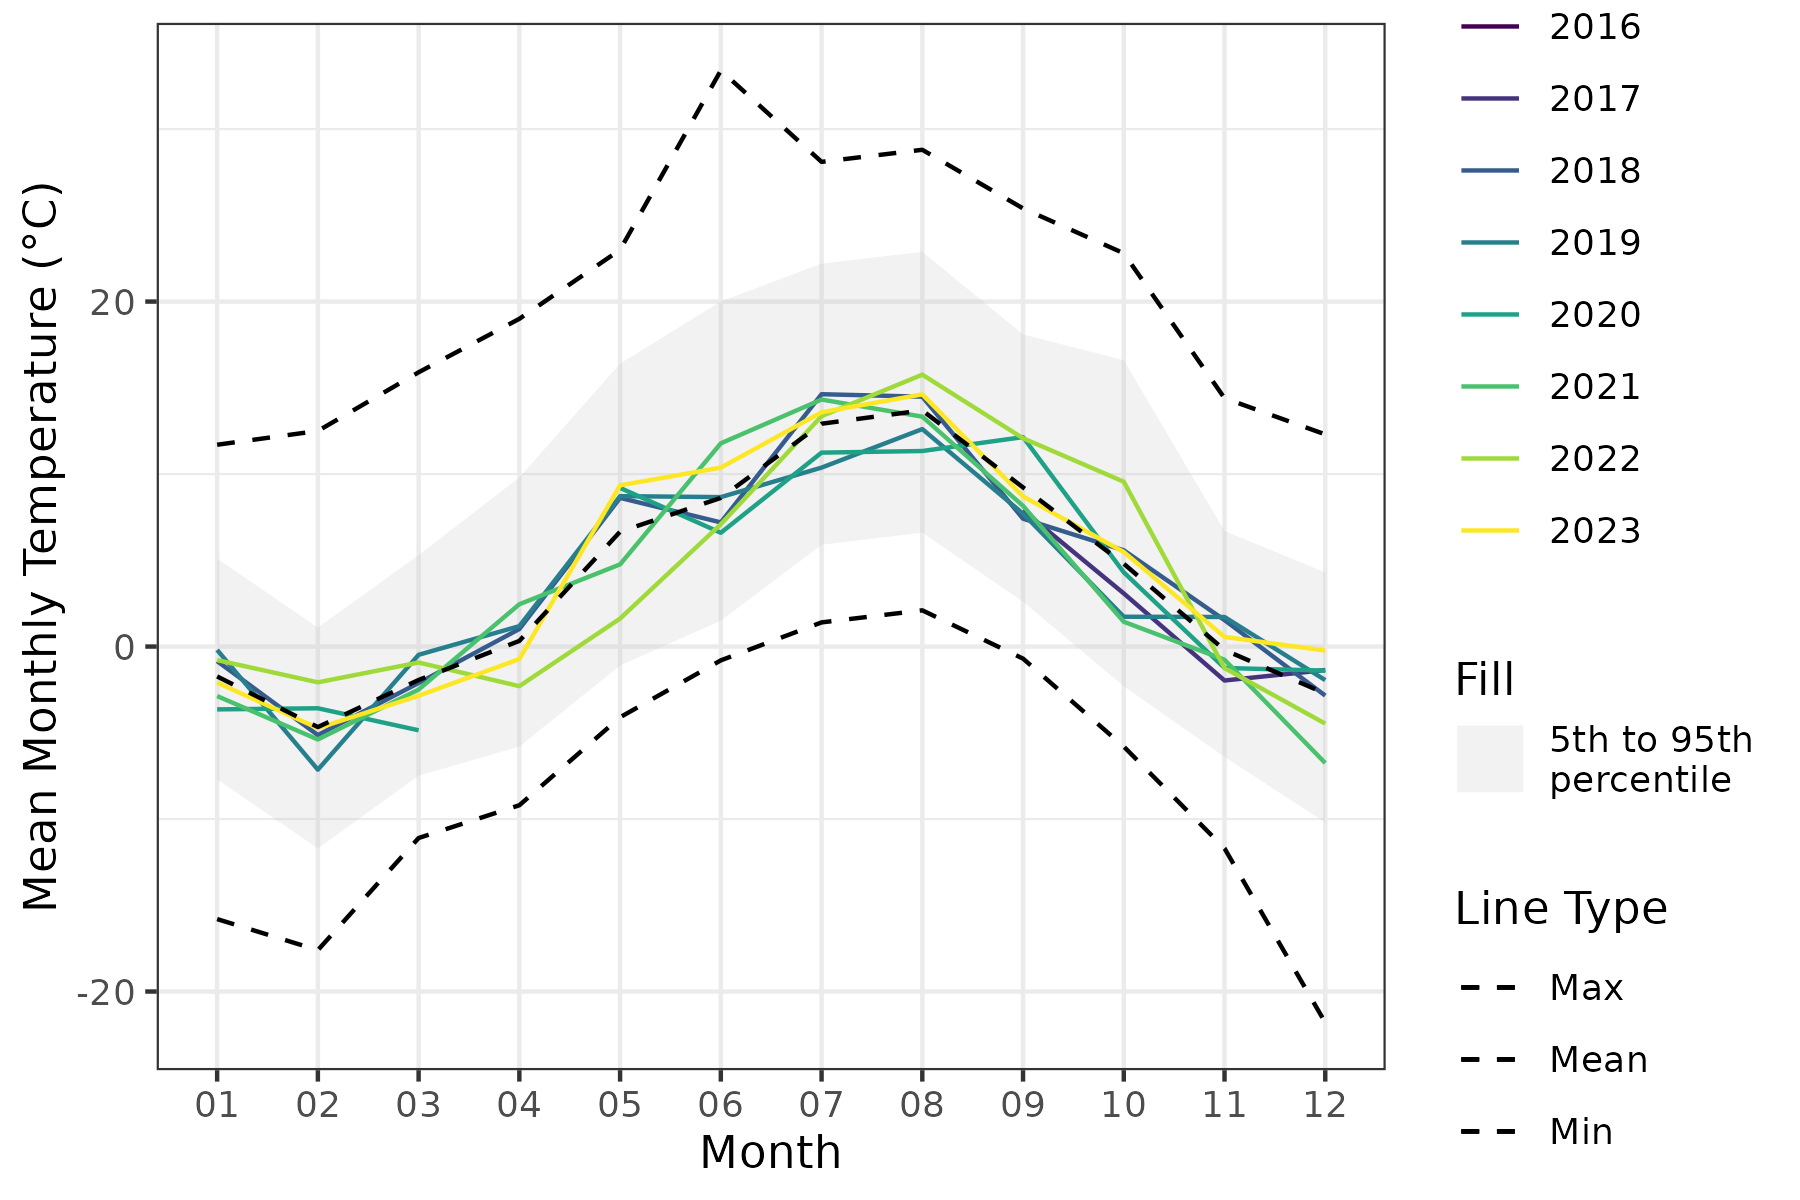 Mean Monthly Temperature (°C)
20
0
-20
01 02 03 04 05 06 07 08 09 10 11 12
Month
2016
2017
2018
2019
2020
2021
2022
2023
Fill
5th to 95th
percentile
Line Type
Max
Mean
Min